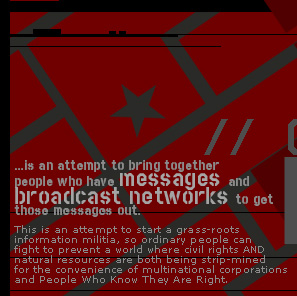 //
...is an attempt to bring together
people who have messages and
broadcast networks to get
those messages out.
This is an attempt to start a grass-roots
information militia, so ordinary people can
fight to prevent a world where civil rights AND
natural resources are both being strip-mined
for the convenience of multinational corporations
and People Who Know They Are Right.